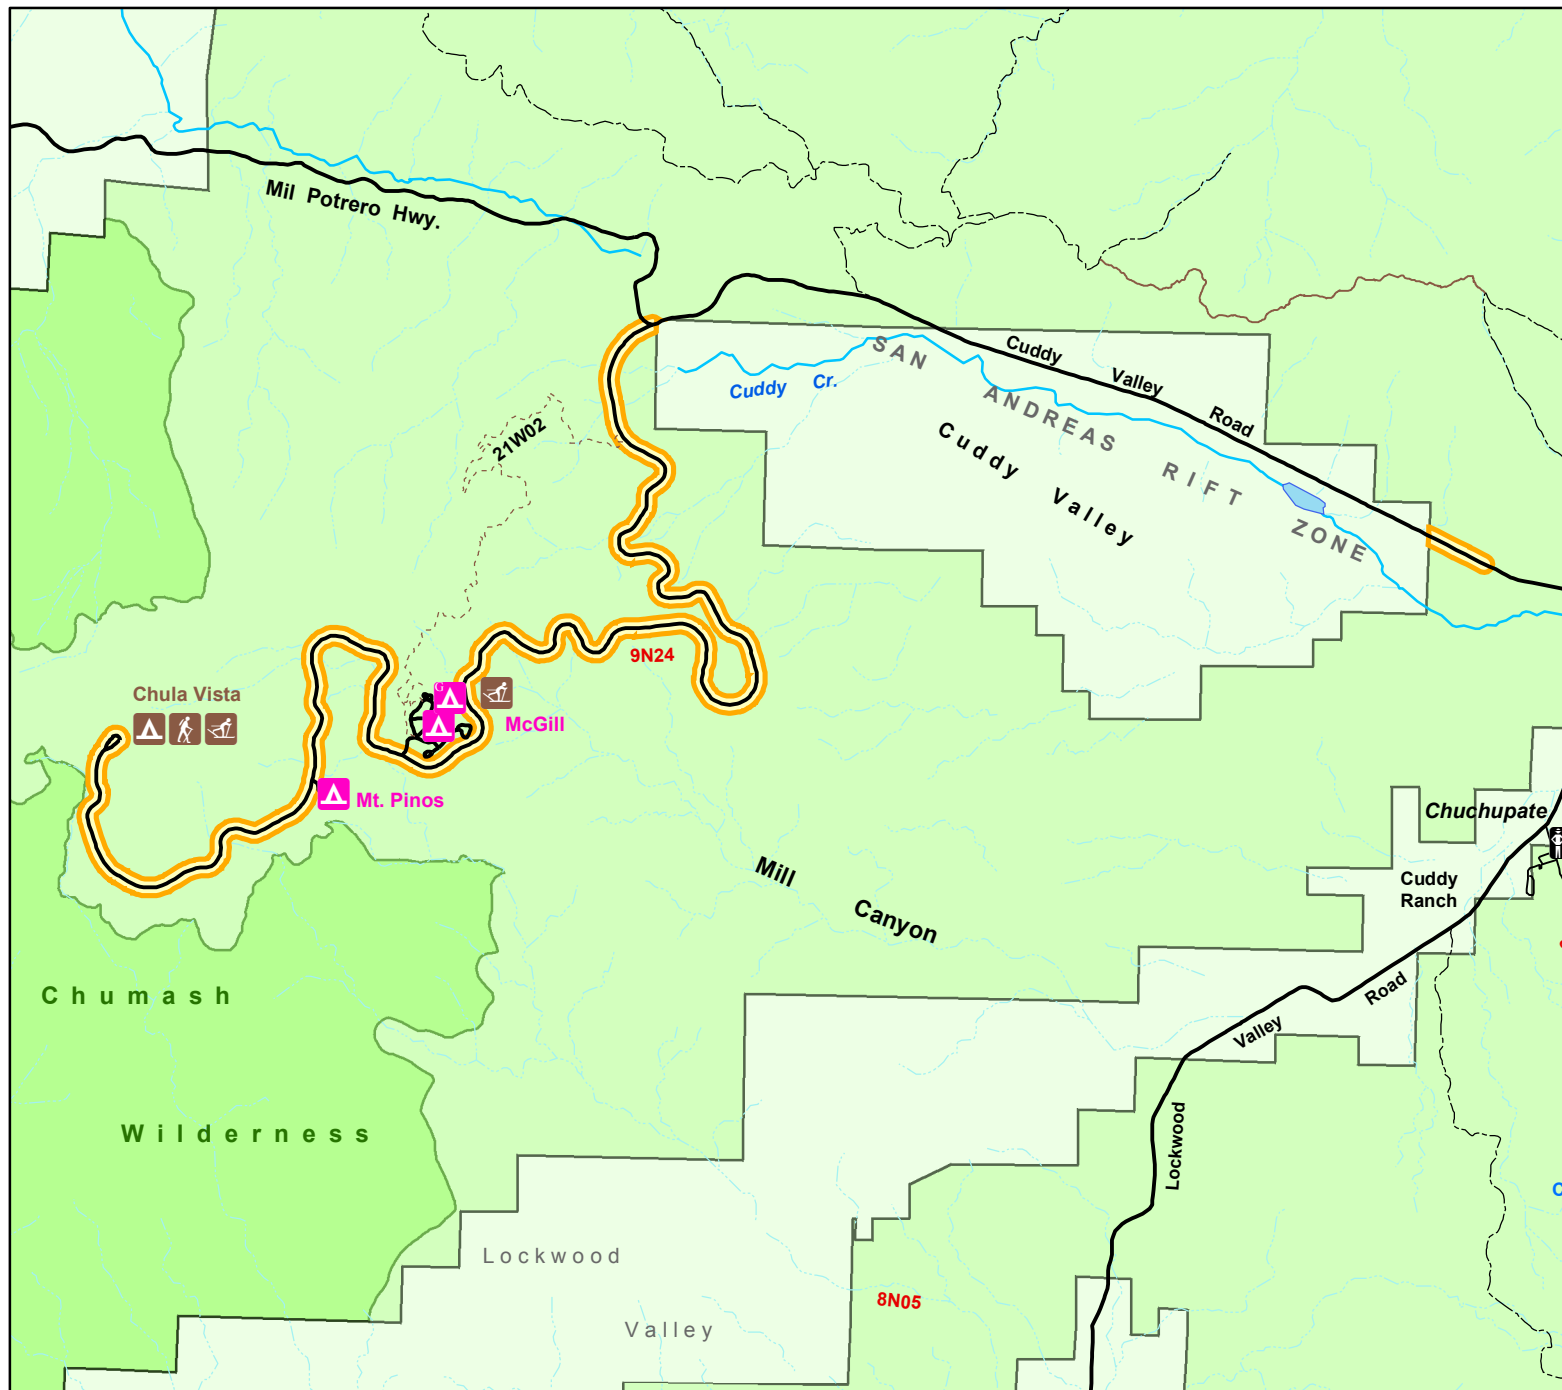 Mil Potrero Hwy.
SAN ANDREAS RIFT ZONE
Cuddy Valley Road
Cuddy Cr.
Cuddy Valley
21W02
9N24
Chula Vista
G
McGill
Mt. Pinos
Chuchupate
Cuddy
Ranch
Mill Canyon
Chumash
Wilderness
Lockwood Valley Road
Lockwood
Valley
8N05